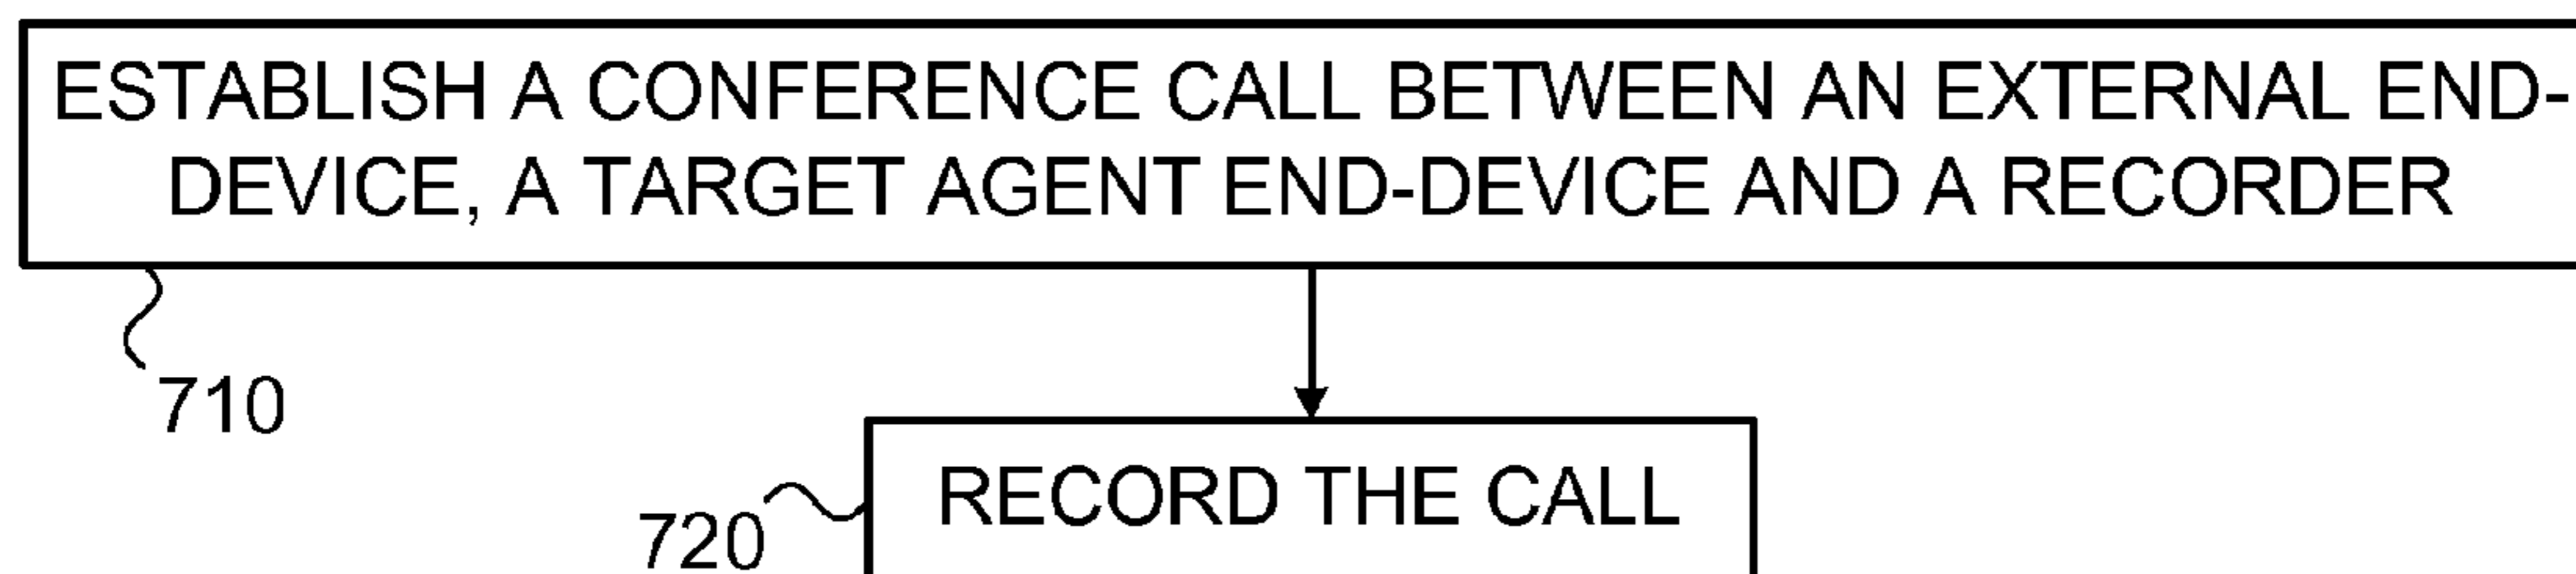 ESTABLISH A CONFERENCE CALL BETWEEN AN EXTERNAL END-
DEVICE, A TARGET AGENT END-DEVICE AND A RECORDER
710
RECORD THE CALL
720